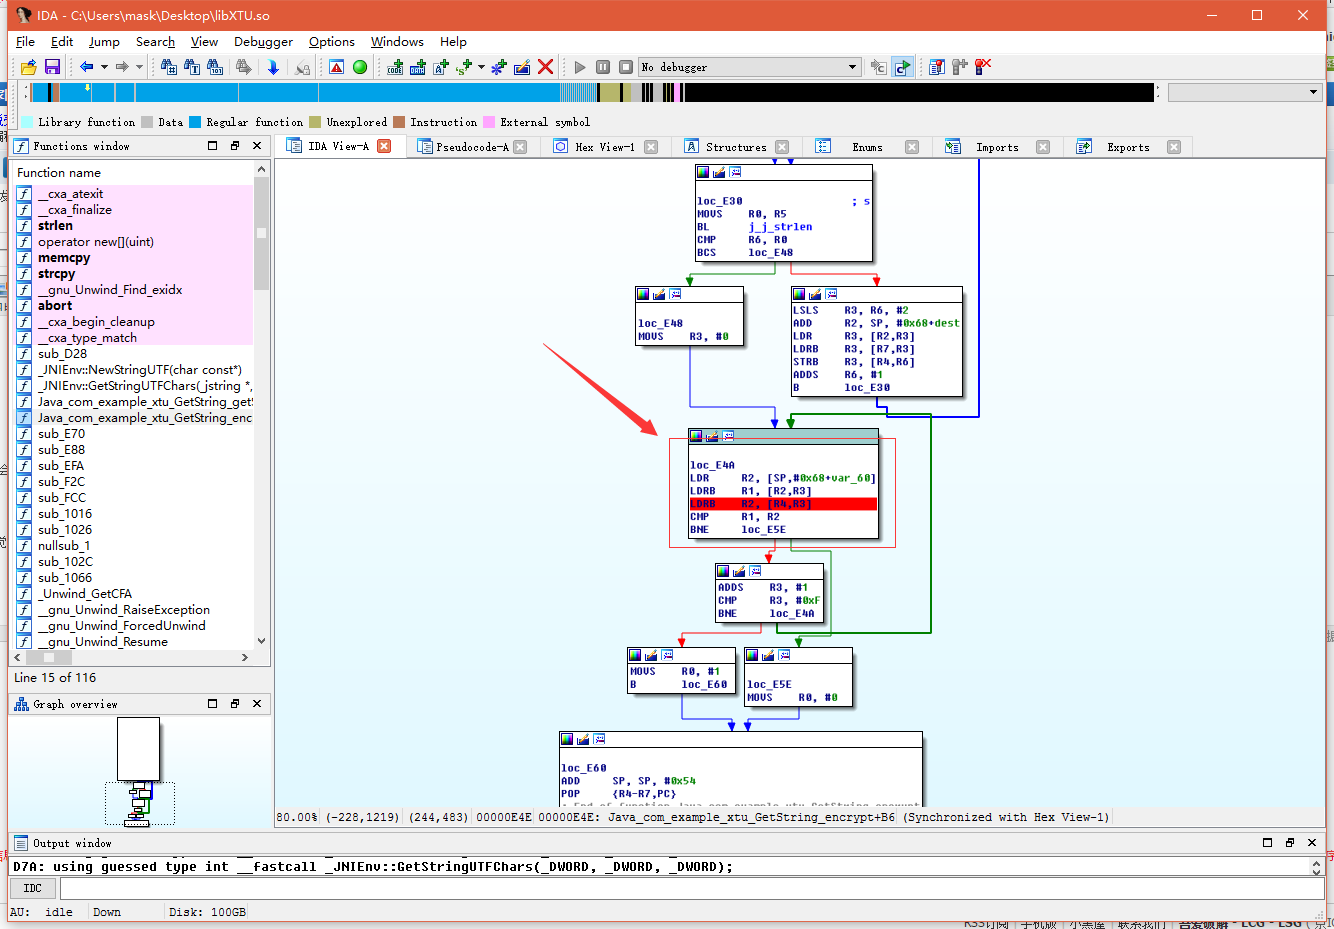 IDA - C:\Users\mask\Desktop\libXTU.so
File Edit Jump Search View Debugger Options Windows Help
No debugger
Library function Data Regular function Unexplored Instruction External symbol
Functions window
IDA View-A Pseudocode-A Hex View-1 Structures Enums Imports Exports
Function name
__cxa_atexit
__cxa_finalize
strlen
operator new[](uint)
memcpy
strcpy
__gnu_Unwind_Find_exidx
abort
__cxa_begin_cleanup
__cxa_type_match
sub_D28
_JNIEnv::NewStringUTF(char const*)
_JNIEnv::GetStringUTFChars(_jstring *,
Java_com_example_xtu_GetString_get
Java_com_example_xtu_GetString_enc
sub_E70
sub_E88
sub_EFA
sub_F2C
sub_FCC
sub_1016
sub_1026
nullsub_1
sub_102C
sub_1066
_Unwind_GetCFA
__gnu_Unwind_RaiseException
__gnu_Unwind_ForcedUnwind
__gnu_Unwind_Resume
Line 15 of 116
Graph overview
loc_E30 ; s
MOVS R0, R5
BL j_j_strlen
CMP R6, R0
BCS loc_E48
loc_E48
MOVS R3, #0
LSLS R3, R6, #2
ADD R2, SP, #0x68+dest
LDR R3, [R2,R3]
LDRB R3, [R7,R3]
STRB R3, [R4,R6]
ADDS R6, #1
B loc_E30
loc_E4A
LDR R2, [SP,#0x68+var_60]
LDRB R1, [R2,R3]
LDRB R2, [R4,R3]
CMP R1, R2
BNE loc_E5E
ADDS R3, #1
CMP R3, #0xF
BNE loc_E4A
MOVS R0, #1
B loc_E60
loc_E5E
MOVS R0, #0
loc_E60
ADD SP, SP, #0x54
POP {R4-R7,PC}
80.00% (-228,1219) (244,483) 00000E4E 00000E4E: Java_com_example_xtu_GetString_encrypt+B6 (Synchronized with Hex View-1)
Output window
D7A: using guessed type int __fastcall _JNIEnv::GetStringUTFChars(_DWORD, _DWORD, _DWORD);
IDC
AU: idle Down Disk: 100GB